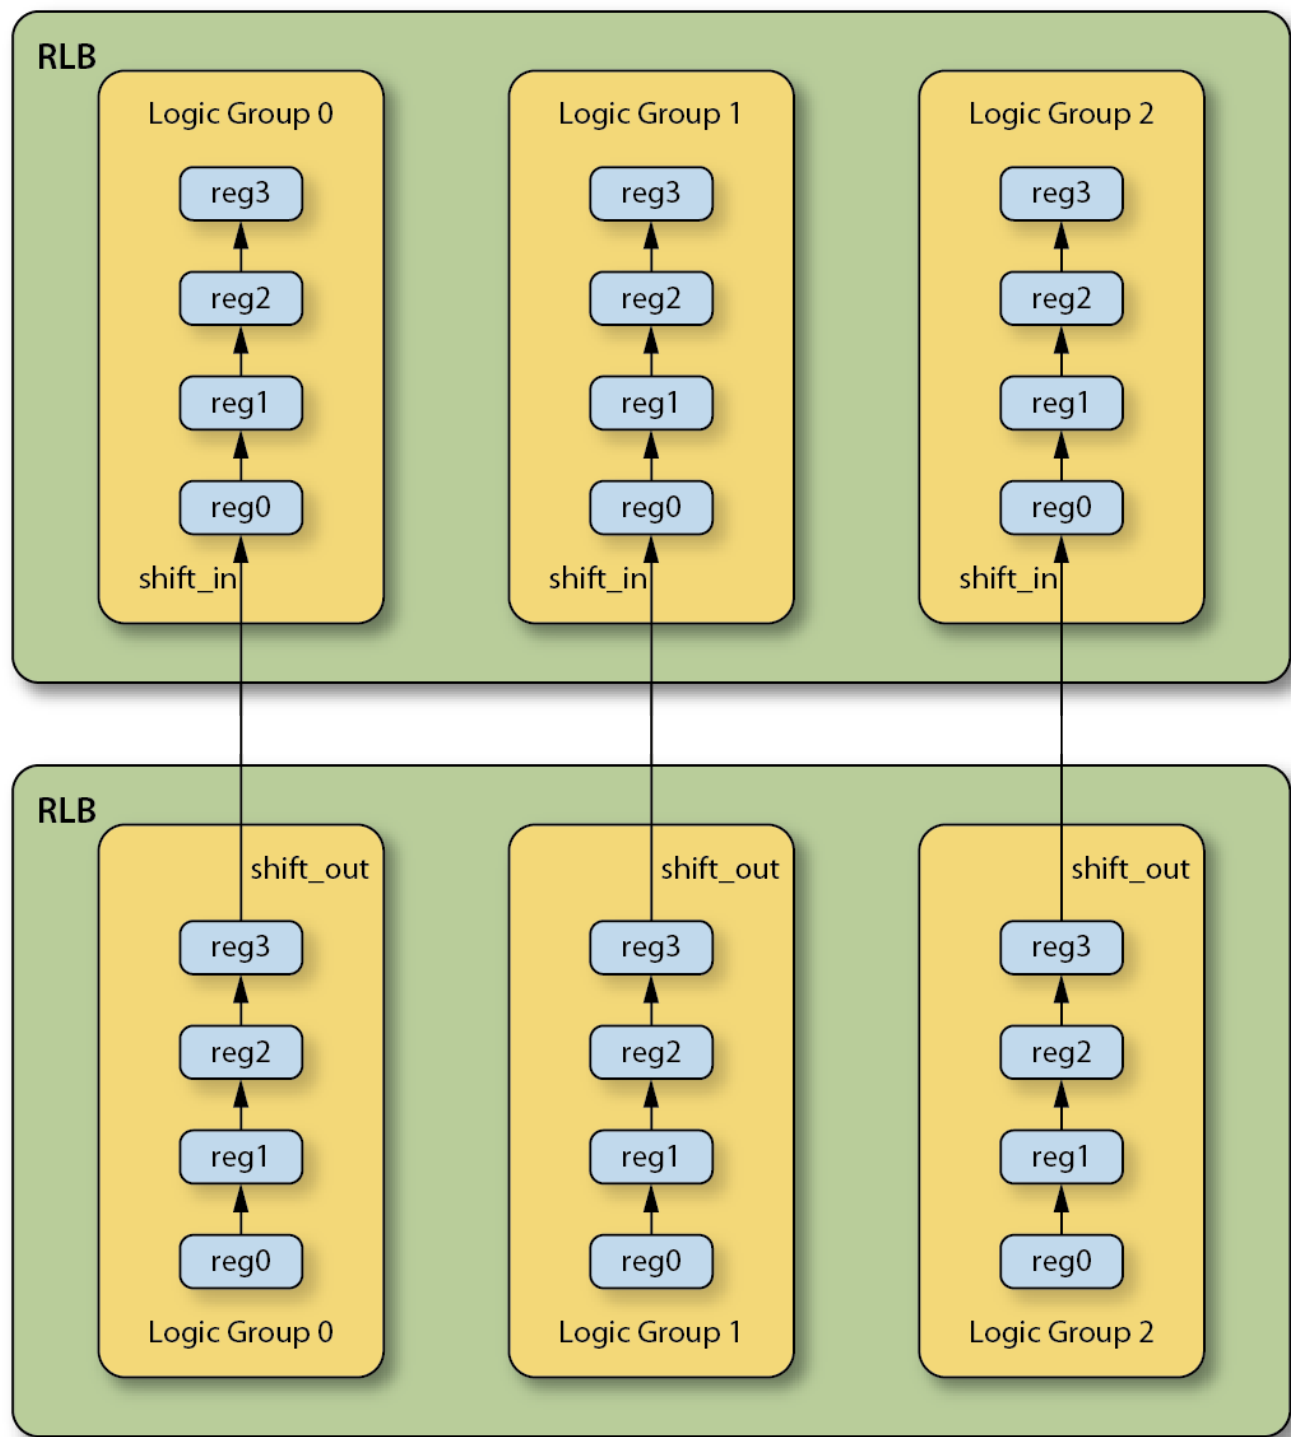 RLB
Logic Group 0
Logic Group 1
Logic Group 2
reg3
reg3
reg3
reg2
reg2
reg2
reg1
reg1
reg1
reg0
reg0
reg0
shift_in
shift_in
shift_in
RLB
shift_out
shift_out
shift_out
reg3
reg3
reg3
reg2
reg2
reg2
reg1
reg1
reg1
reg0
reg0
reg0
Logic Group 0
Logic Group 1
Logic Group 2